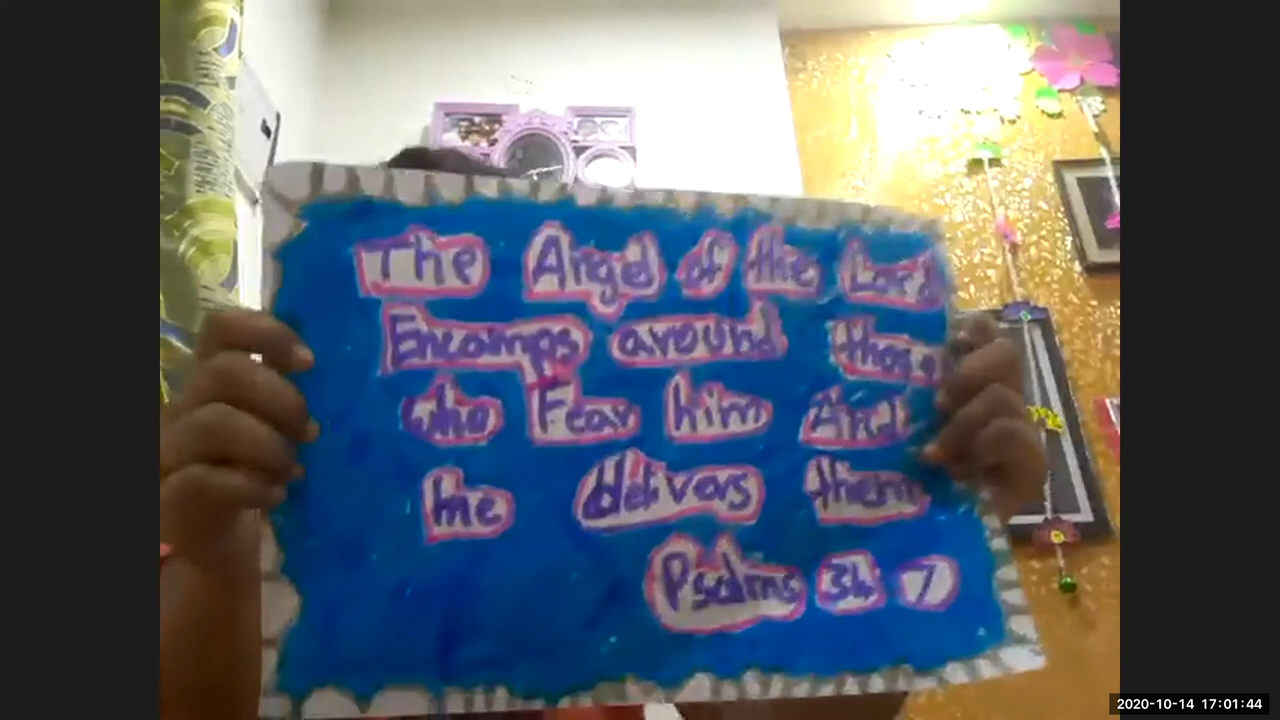 The Angel of the Lord
Encamps around those
who Fear him And
he delivers them
Psalms 34: 7
2020-10-14 17:01:44